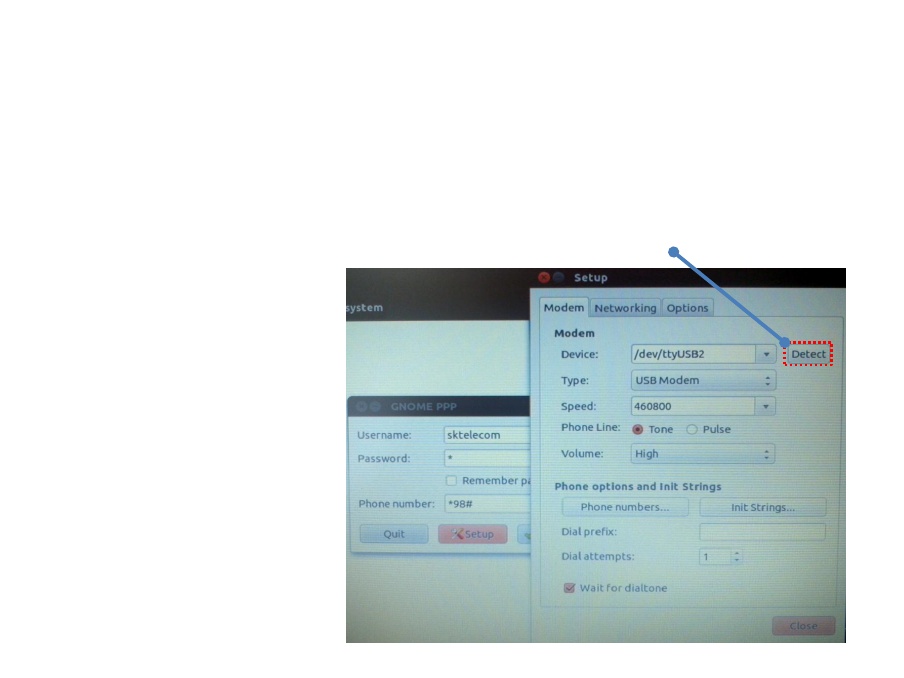 system
Setup
Modem Networking Options
Modem
Device: /dev/ttyUSB2 Detect
Type: USB Modem
Speed: 460800
Phone Line: Tone Pulse
Volume: High
Phone options and Init Strings
Phone numbers... Init Strings...
Dial prefix:
Dial attempts: 1
Wait for dialtone
Close
GNOME PPP
Username: sktelecom
Password: *
Remember
Phone number: *98#
Quit Setup